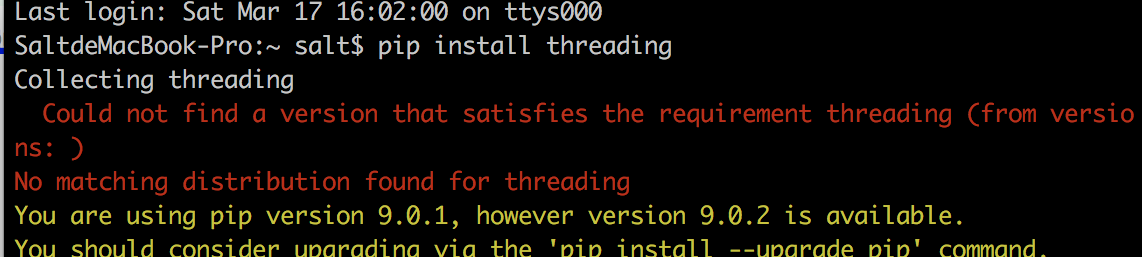 Last login: Sat Mar 17 16:02:00 on ttys000
SaltdeMacBook-Pro:~ salt$ pip install threading
Collecting threading
  Could not find a version that satisfies the requirement threading (from versio
ns: )
No matching distribution found for threading
You are using pip version 9.0.1, however version 9.0.2 is available.
You should consider upgrading via the 'pip install --upgrade pip' command.